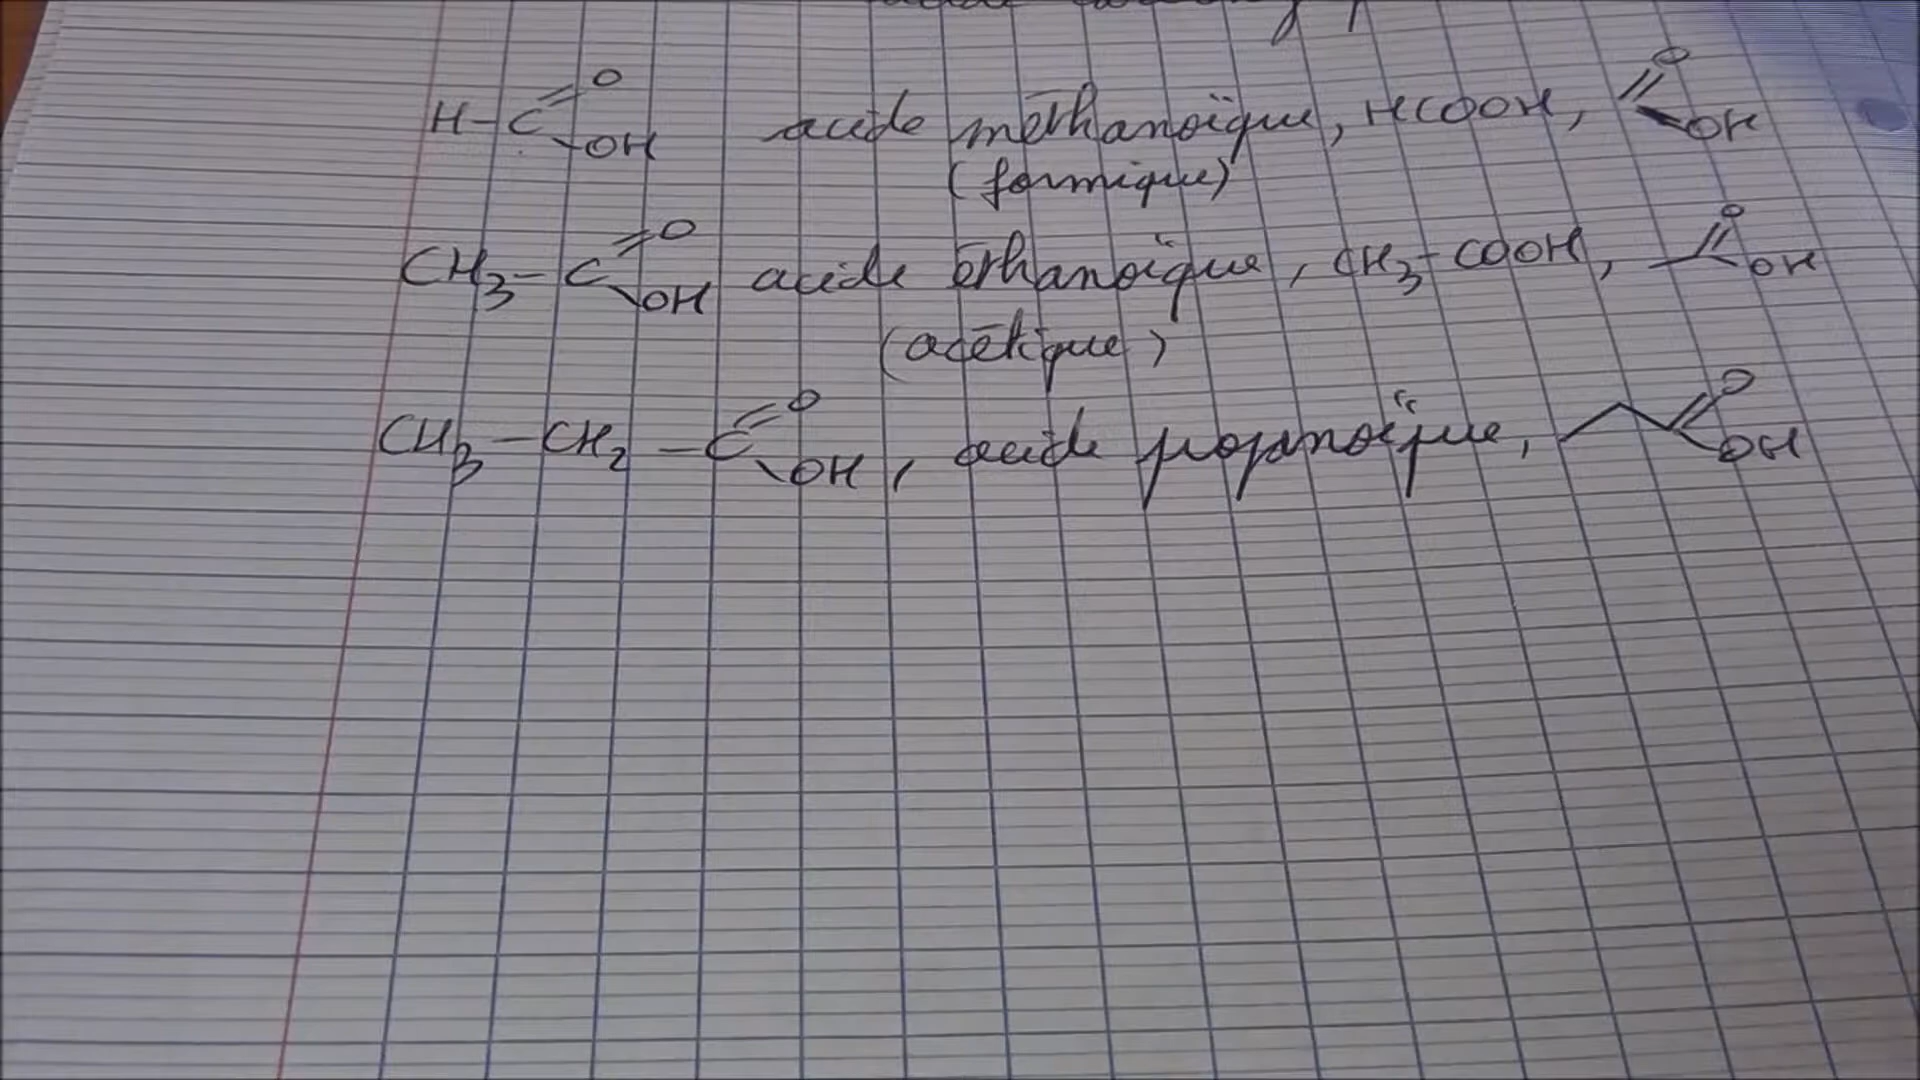 H-C=O OH acide méthanoïque, HCOOH, =O OH
(formique)
CH3-C=O OH acide éthanoïque, CH3-COOH, =O OH
(acétique)
CH3-CH2-C=O OH, acide propanoïque, =O OH